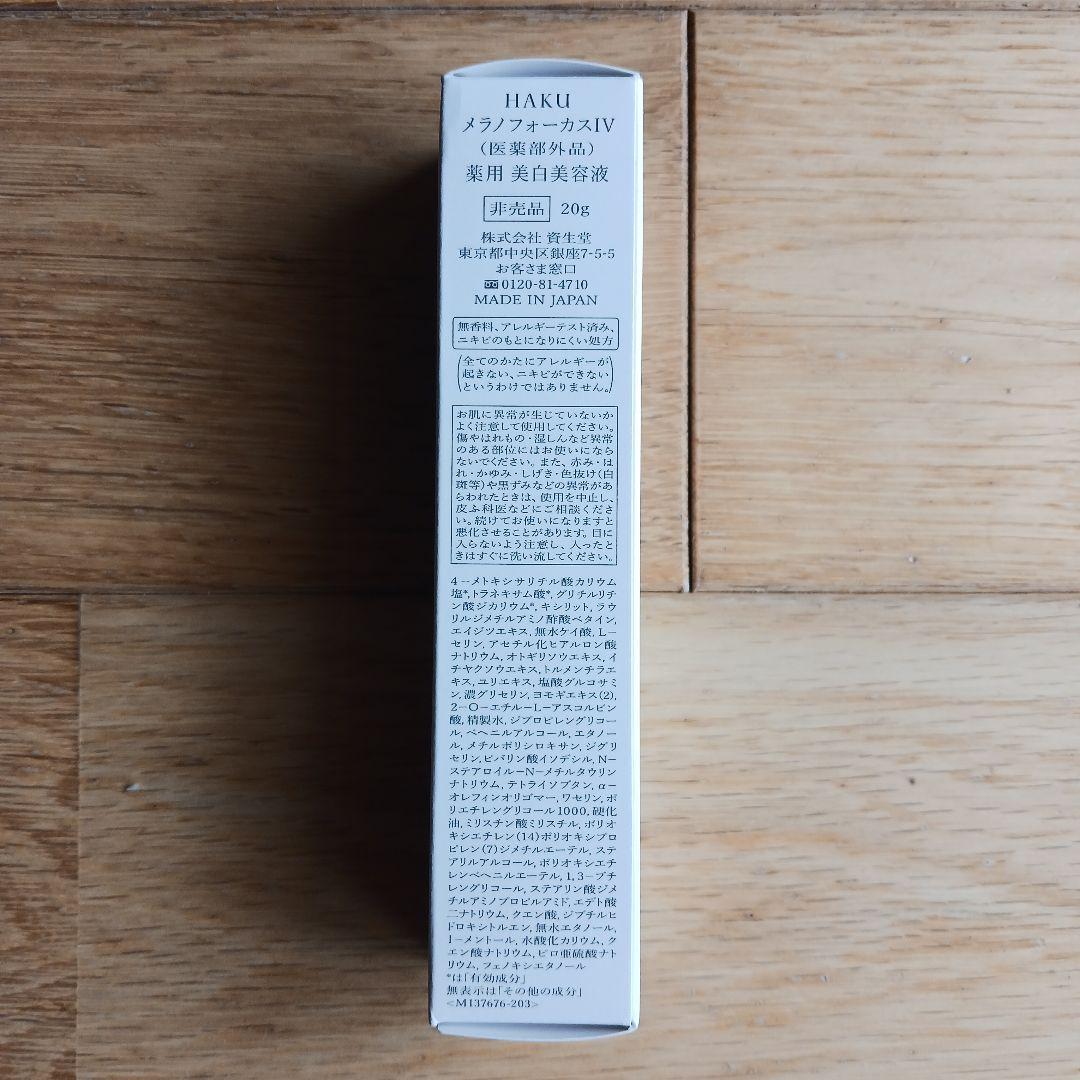 HAKU
メラノフォーカスIV
(医薬部外品)
薬用 美白美容液
非売品 20g
株式会社 資生堂
東京都中央区銀座7-5-5
お客さま窓口
0120-81-4710
MADE IN JAPAN
無香料、アレルギーテスト済み、
ニキビのもとになりにくい処方
(全てのかたにアレルギーが
起きない、ニキビができない
というわけではありません。)
お肌に異常が生じていないか
よく注意して使用してください。
傷やはれもの・湿しんなど異常
のある部位にはお使いになら
ないでください。また、赤み・は
れ・かゆみ・しげき・色抜け(白
斑等)や黒ずみなどの異常があ
らわれたときは、使用を中止し、
皮ふ科医などにご相談くださ
い。続けてお使いになりますと
悪化させることがあります。目に
入らないよう注意し、入ったと
きはすぐに洗い流してください。
4-メトキシサリチル酸カリウム
塩*,トラネキサム酸*,グリチルリチ
ン酸ジカリウム*,キシリット,ラウ
リルジメチルアミノ酢酸ベタイン,
エイジツエキス,無水ケイ酸,L-
セリン,アセチル化ヒアルロン酸
ナトリウム,オトギリソウエキス,イ
チヤクソウエキス,トルメンチラエ
キス,ユリエキス,塩酸グルコサミ
ン,濃グリセリン,ヨモギエキス(2),
2-O-エチル-L-アスコルビン
酸,精製水,ジプロピレングリコー
ル,ベヘニルアルコール,エタノー
ル,メチルポリシロキサン,ジグリ
セリン,ピバリン酸イソデシル,N-
ステアロイル-N-メチルタウリン
ナトリウム,テトライソブタン,α-
オレフィンオリゴマー,ワセリン,ポ
リエチレングリコール1000,硬化
油,ミリスチン酸ミリスチル,ポリオ
キシエチレン(14)ポリオキシプロ
ピレン(7)ジメチルエーテル,ステ
アリルアルコール,ポリオキシエチ
レンベヘニルエーテル,1,3-ブチ
レングリコール,ステアリン酸ジメ
チルアミノプロピルアミド,エデト酸
二ナトリウム,クエン酸,ジブチルヒ
ドロキシトルエン,無水エタノール,
l-メントール,水酸化カリウム,ク
エン酸ナトリウム,ピロ亜硫酸ナト
リウム,フェノキシエタノール
*は「有効成分」
無表示は「その他の成分」
<M137676-203>